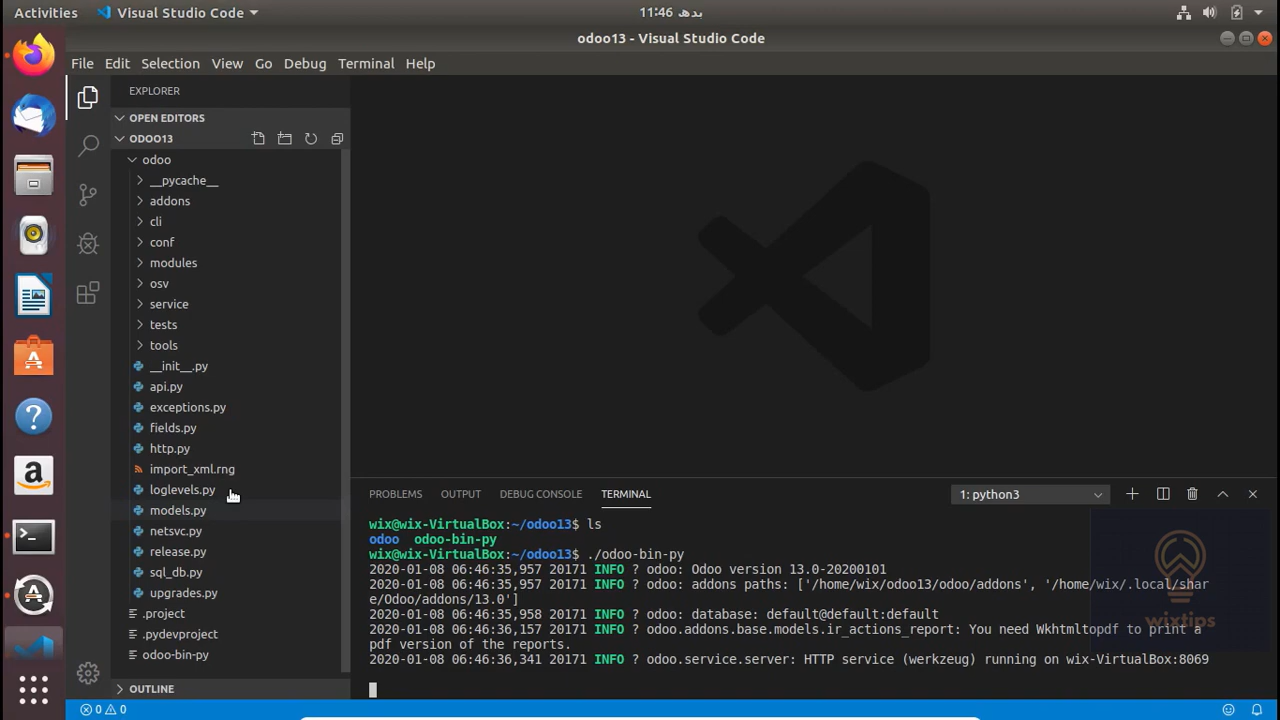 Activities
Visual Studio Code
11:46 بدھ
odoo13 - Visual Studio Code
File Edit Selection View Go Debug Terminal Help
EXPLORER
OPEN EDITORS
ODOO13
odoo
__pycache__
addons
cli
conf
modules
osv
service
tests
tools
__init__.py
api.py
exceptions.py
fields.py
http.py
import_xml.rng
loglevels.py
models.py
netsvc.py
release.py
sql_db.py
upgrades.py
.project
.pydevproject
odoo-bin-py
OUTLINE
PROBLEMS OUTPUT DEBUG CONSOLE TERMINAL
1: python3
wix@wix-VirtualBox:~/odoo13$ ls
odoo odoo-bin-py
wix@wix-VirtualBox:~/odoo13$ ./odoo-bin-py
2020-01-08 06:46:35,957 20171 INFO ? odoo: Odoo version 13.0-20200101
2020-01-08 06:46:35,957 20171 INFO ? odoo: addons paths: ['/home/wix/odoo13/odoo/addons', '/home/wix/.local/shar
e/Odoo/addons/13.0']
2020-01-08 06:46:35,958 20171 INFO ? odoo: database: default@default:default
2020-01-08 06:46:36,157 20171 INFO ? odoo.addons.base.models.ir_actions_report: You need Wkhtmltopdf to print a
pdf version of the reports.
2020-01-08 06:46:36,341 20171 INFO ? odoo.service.server: HTTP service (werkzeug) running on wix-VirtualBox:8069
wixtips
0 0